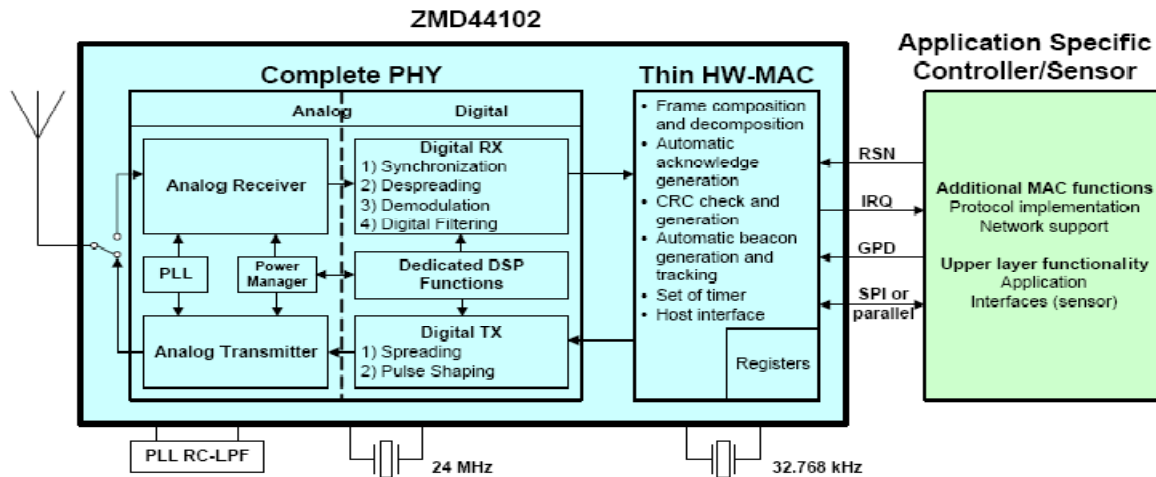 ZMD44102
Application Specific
Controller/Sensor
Complete PHY
Thin HW-MAC
Analog
Digital
Analog Receiver
Digital RX
1) Synchronization
2) Despreading
3) Demodulation
4) Digital Filtering
PLL
Power
Manager
Dedicated DSP
Functions
Analog Transmitter
Digital TX
1) Spreading
2) Pulse Shaping
• Frame composition
and decomposition
• Automatic
acknowledge
generation
• CRC check and
generation
• Automatic beacon
generation and
tracking
• Set of timer
• Host interface
Registers
RSN
IRQ
GPD
SPI or
parallel
Additional MAC functions
Protocol implementation
Network support
Upper layer functionality
Application
Interfaces (sensor)
PLL RC-LPF
24 MHz
32.768 kHz